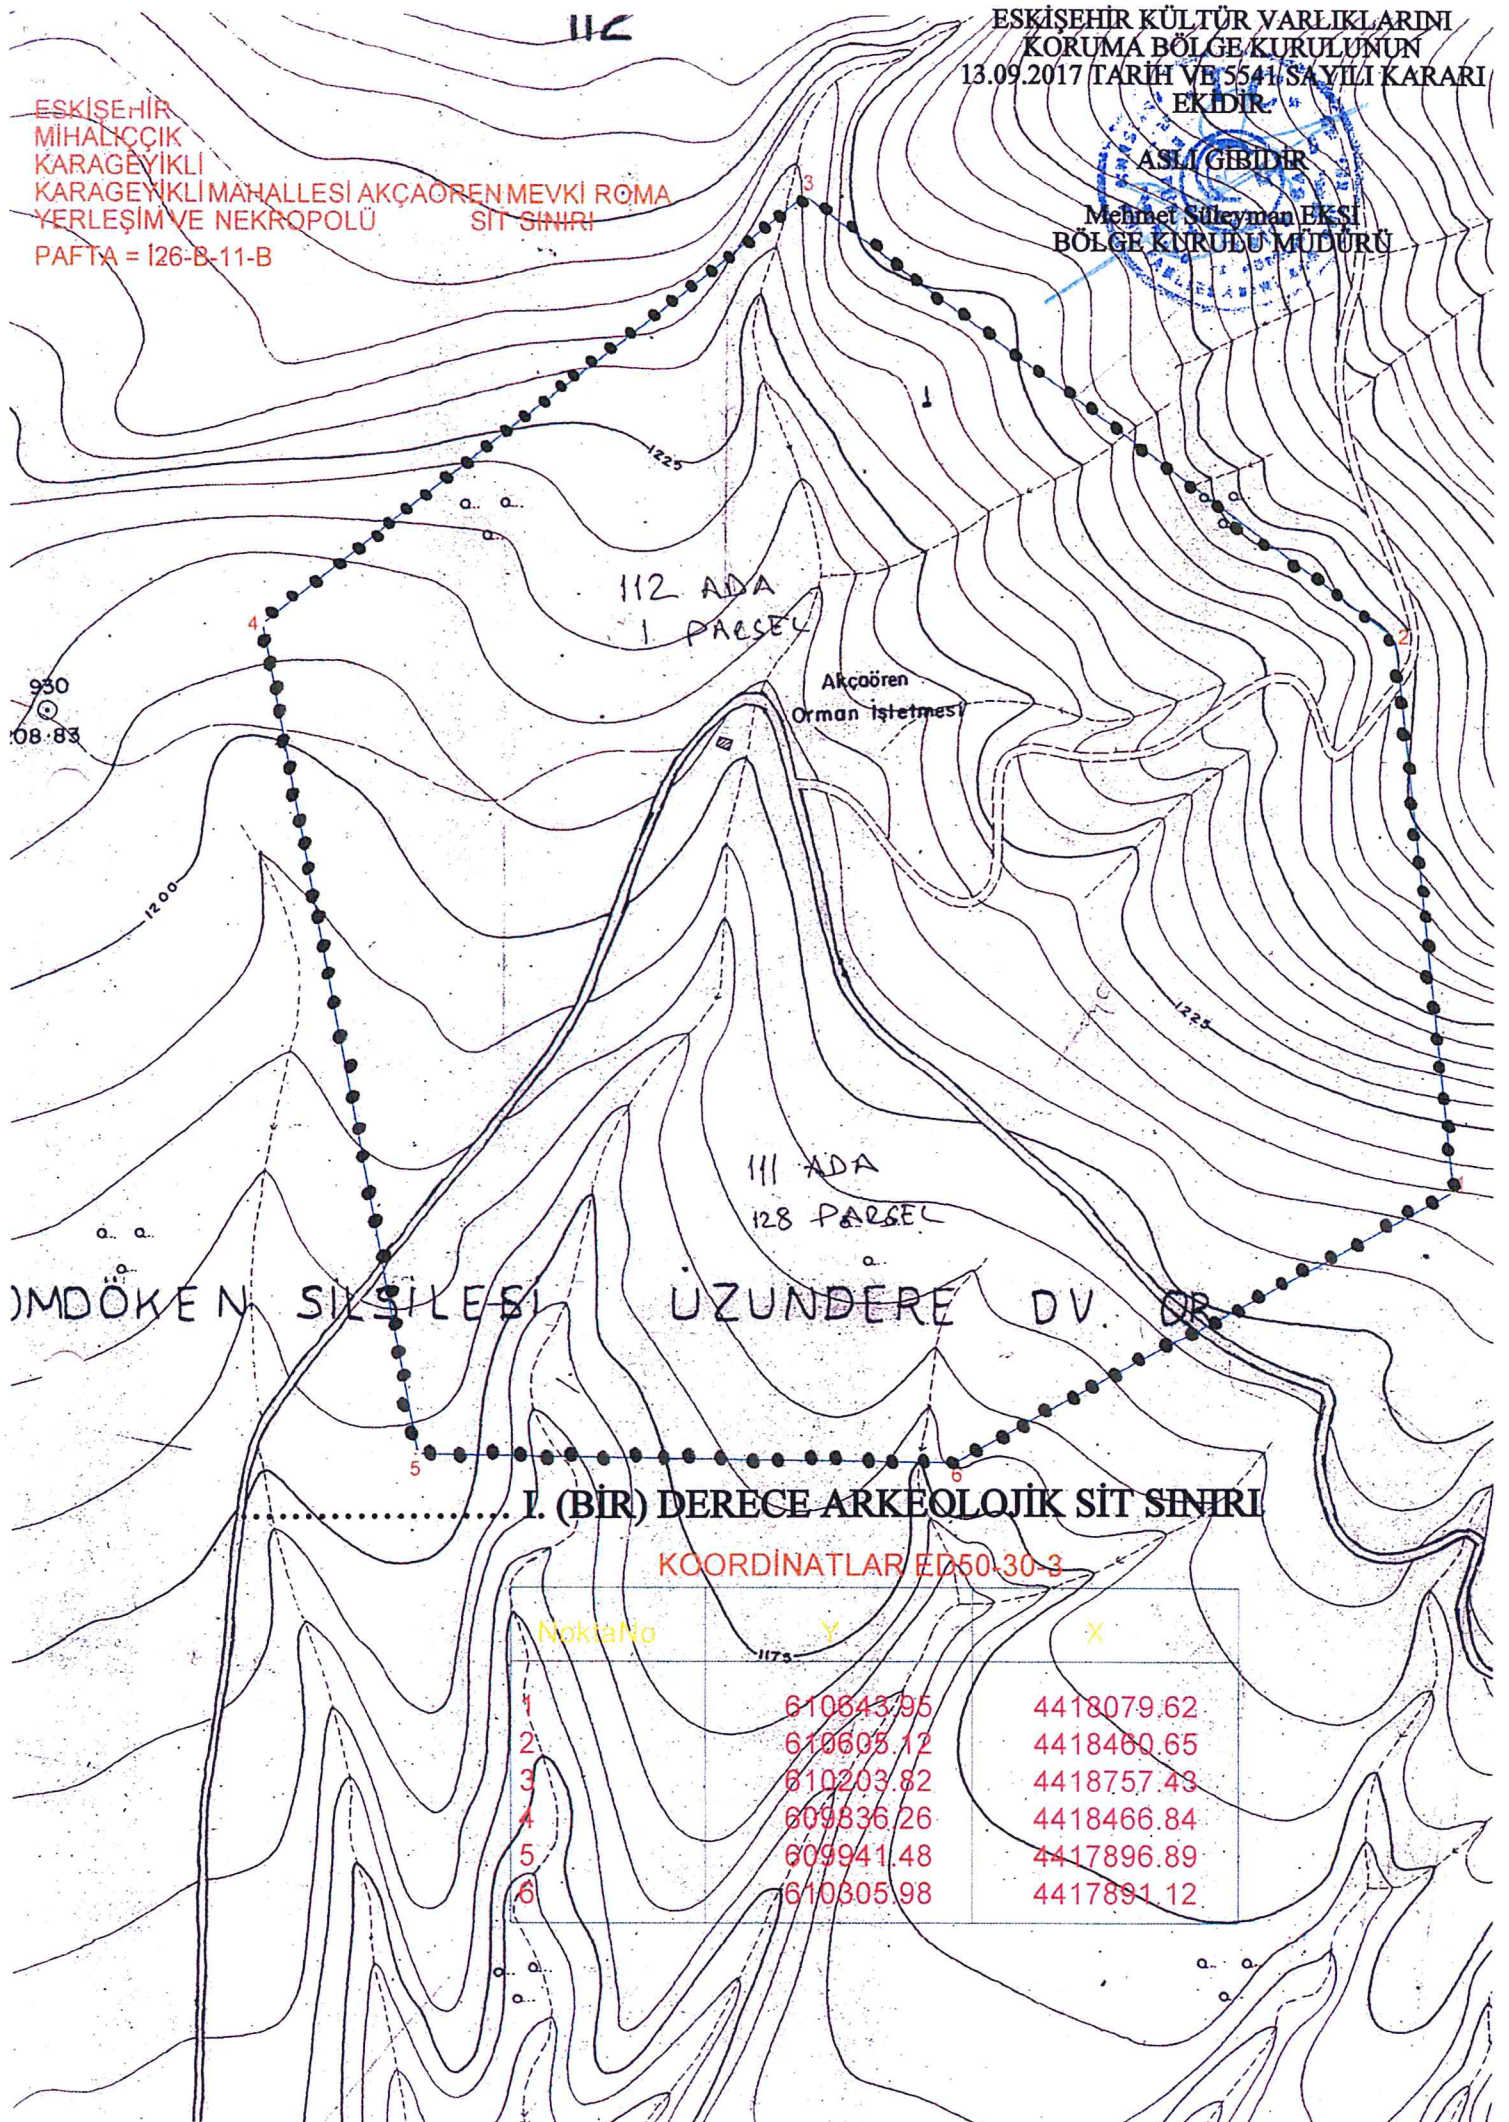 11C
ESKİŞEHİR KÜLTÜR VARLIKLARINI
KORUMA BÖLGE KURULUNUN
13.09.2017 TARİH VE 5541 SAYILI KARARI
EKİDİR.
ASLI GİBİDİR
Mehmet Süleyman EKŞİ
BÖLGE KURULU MÜDÜRÜ
ESKİŞEHİR
MİHALIÇÇIK
KARAGEYİKLİ
KARAGEYİKLİ MAHALLESİ AKÇAÖREN MEVKİ ROMA
YERLEŞİM VE NEKROPOLÜ SİT SINIRI
PAFTA = İ26-B-11-B
3
1
1225
112 ADA
1 PARSEL
4
2
930
08.83
Akçaören
Orman işletmesi
1200
1225
1
111 ADA
128 PARSEL
ÖMDÖKEN SİLSİLESİ UZUNDERE DV. OR.
5
6
I. (BİR) DERECE ARKEOLOJİK SİT SINIRI
KOORDİNATLAR ED50-30-3
NoktaNo Y X
1175
1 610643.95 4418079.62
2 610605.12 4418460.65
3 610203.82 4418757.43
4 609836.26 4418466.84
5 609941.48 4417896.89
6 610305.98 4417891.12